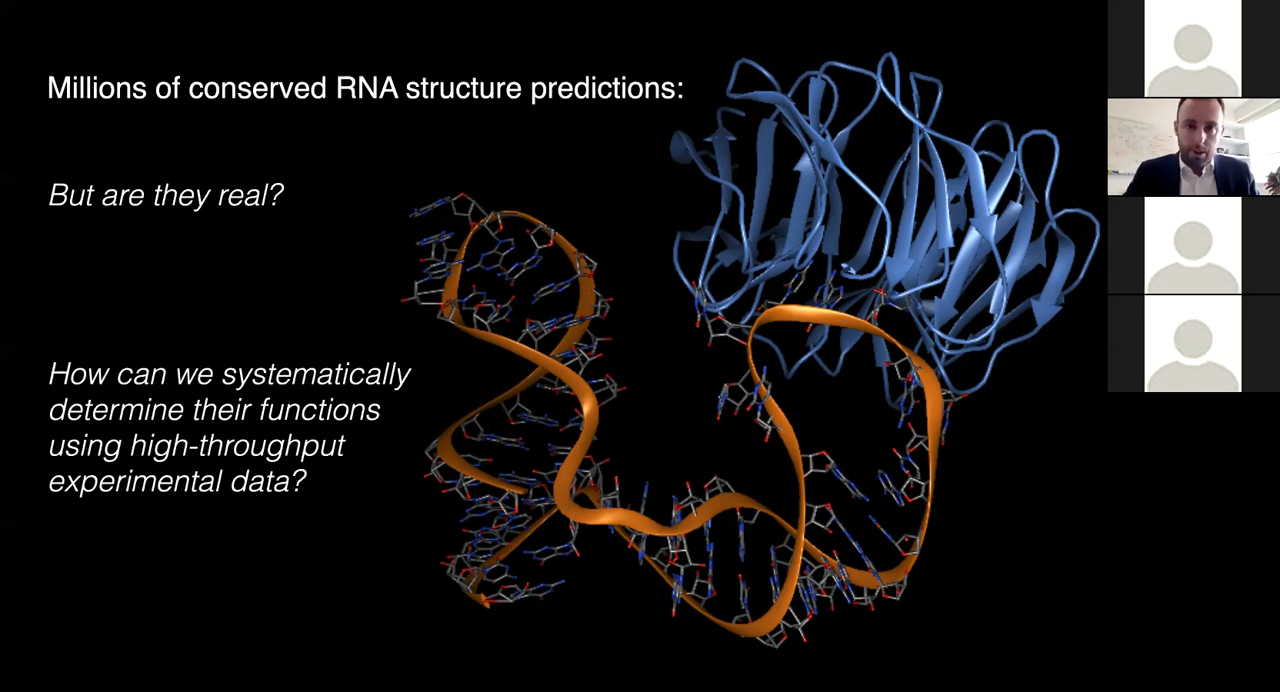 Millions of conserved RNA structure predictions:
But are they real?
How can we systematically
determine their functions
using high-throughput
experimental data?